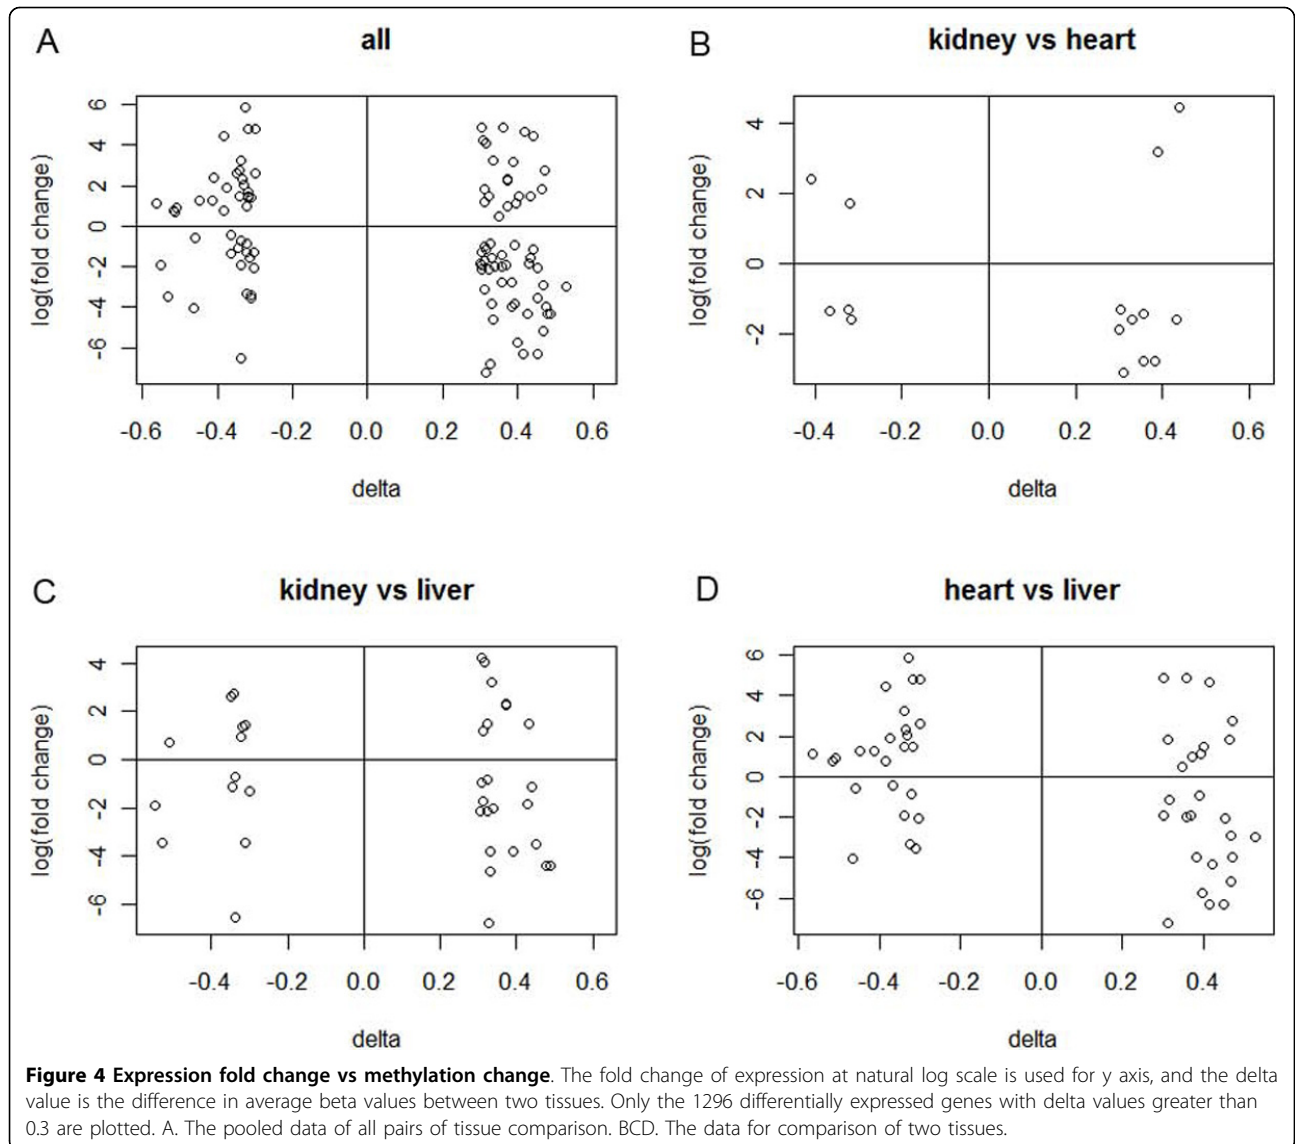 A
all
log(fold change)
6
4
2
0
-2
-4
-6
-0.6 -0.4 -0.2 0.0 0.2 0.4 0.6
delta
B
kidney vs heart
log(fold change)
4
2
0
-2
-0.4 -0.2 0.0 0.2 0.4 0.6
delta
C
kidney vs liver
log(fold change)
4
2
0
-2
-4
-6
-0.4 -0.2 0.0 0.2 0.4 0.6
delta
D
heart vs liver
log(fold change)
6
4
2
0
-2
-4
-6
-0.6 -0.4 -0.2 0.0 0.2 0.4
delta
Figure 4 Expression fold change vs methylation change. The fold change of expression at natural log scale is used for y axis, and the delta
value is the difference in average beta values between two tissues. Only the 1296 differentially expressed genes with delta values greater than
0.3 are plotted. A. The pooled data of all pairs of tissue comparison. BCD. The data for comparison of two tissues.